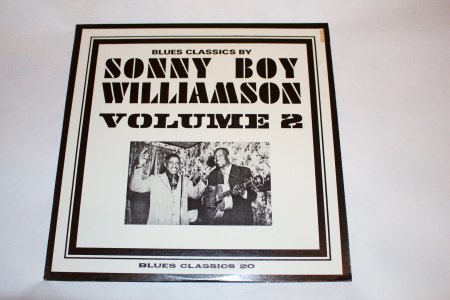 BLUES CLASSICS BY
SONNY BOY
WILLIAMSON
VOLUME 2
BLUES CLASSICS 20